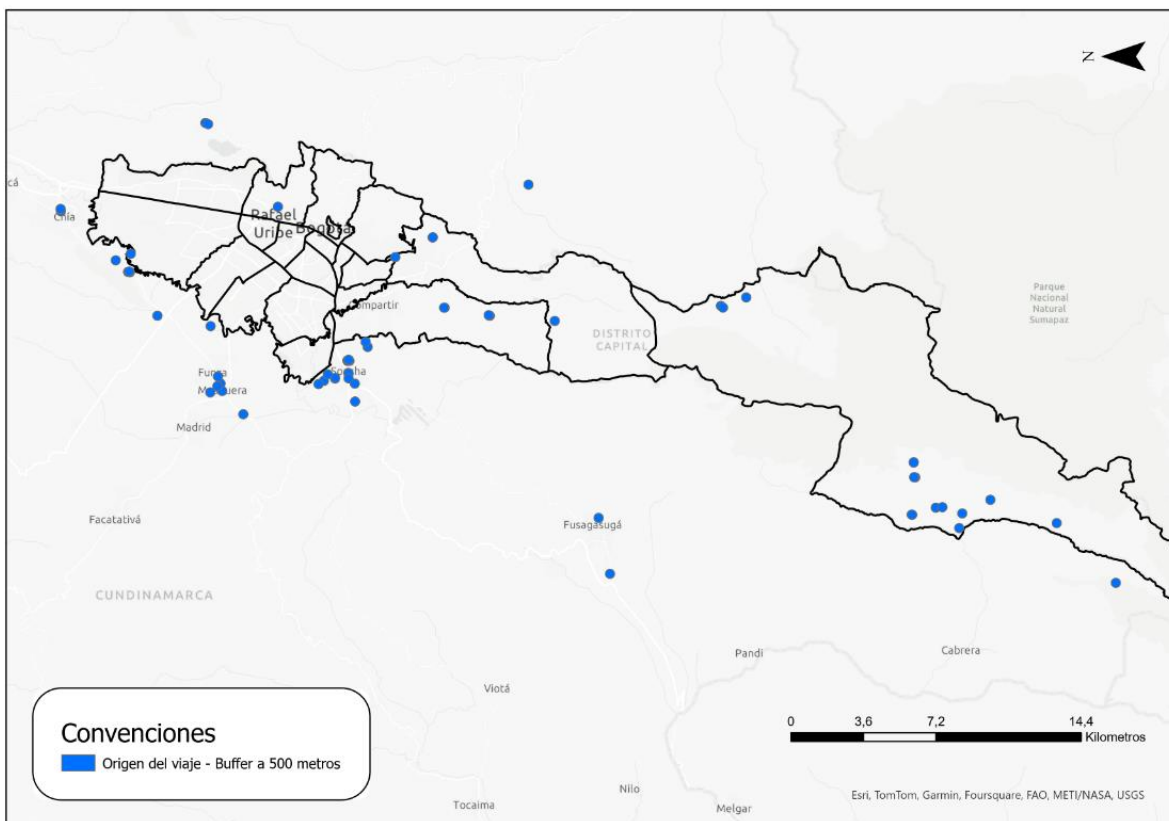 N
cá
Chía
Rafael
Uribe
Bogotá
Compartir
Parque
Nacional
Natural
Sumapaz
DISTRITO
CAPITAL
Funza
Mosquera
Soacha
Madrid
Facatativá
Fusagasugá
CUNDINAMARCA
Pandi
Cabrera
Viotá
Convenciones
Origen del viaje - Buffer a 500 metros
0 3,6 7,2 14,4
Kilometros
Nilo
Tocaima
Melgar
Esri, TomTom, Garmin, Foursquare, FAO, METI/NASA, USGS